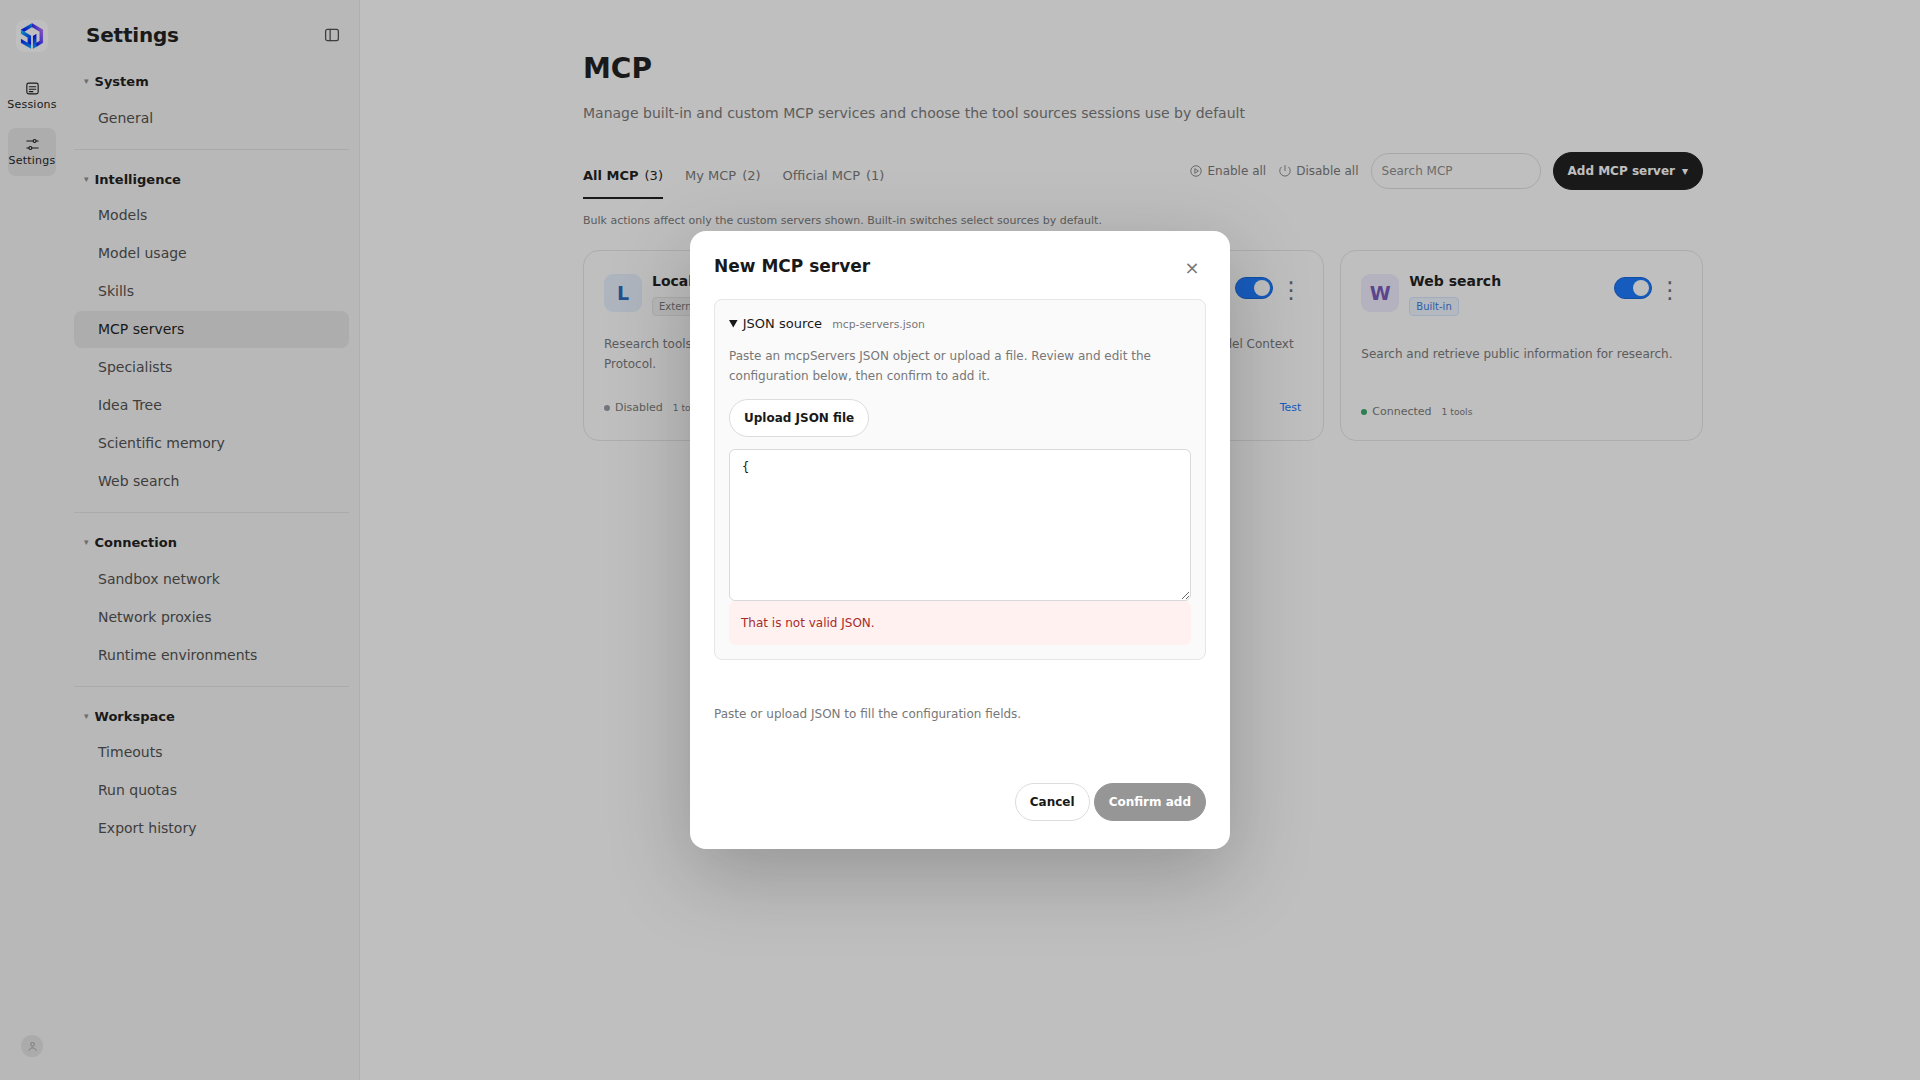 Settings
Sessions
Settings
System
General
Intelligence
Models
Model usage
Skills
MCP servers
Specialists
Idea Tree
Scientific memory
Web search
Connection
Sandbox network
Network proxies
Runtime environments
Workspace
Timeouts
Run quotas
Export history
MCP
Manage built-in and custom MCP services and choose the tool sources sessions use by default
All MCP (3)
My MCP (2)
Official MCP (1)
Enable all
Disable all
Search MCP
Add MCP server ▾
Bulk actions affect only the custom servers shown. Built-in switches select sources by default.
L
Local
Research tools
Protocol.
Disabled
Context
Test
W
Web search
Built-in
Search and retrieve public information for research.
Connected 1 tools
New MCP server
×
JSON source mcp-servers.json
Paste an mcpServers JSON object or upload a file. Review and edit the
configuration below, then confirm to add it.
Upload JSON file
{
That is not valid JSON.
Paste or upload JSON to fill the configuration fields.
Cancel
Confirm add